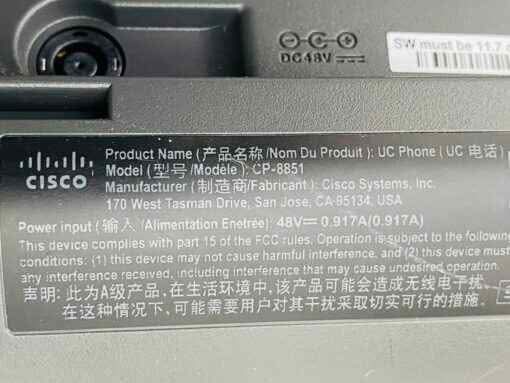 DC48V
SW must be 11.7
CISCO
Product Name (产品名称/Nom Du Produit): UC Phone (UC 电话)
Model (型号/Modèle): CP-8851
Manufacturer (制造商/Fabricant): Cisco Systems, Inc.
170 West Tasman Drive, San Jose, CA-95134, USA
Power input (输入/Alimentation Enetrée) 48V⎓0.917A(0.917A)
This device complies with part 15 of the FCC rules. Operation is subject to the following
conditions: (1) this device may not cause harmful interference, and (2) this device must
any interference received, including interference that may cause undesired operation.
声明: 此为A级产品,在生活环境中,该产品可能会造成无线电干扰,
在这种情况下,可能需要用户对其干扰采取切实可行的措施.